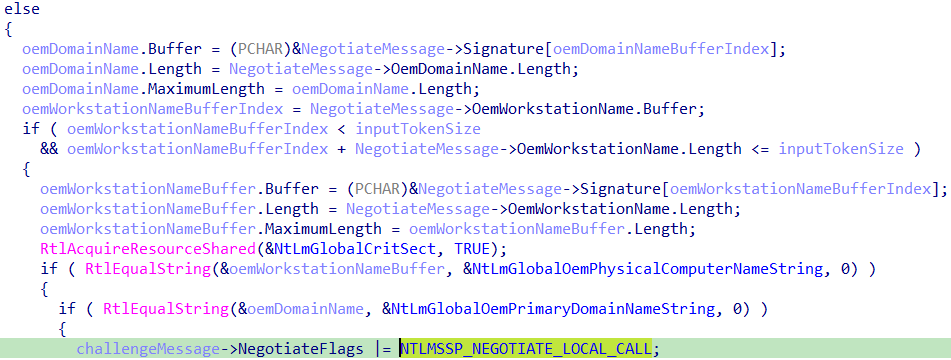 else
{
oemDomainName.Buffer = (PCHAR)&NegotiateMessage->Signature[oemDomainNameBufferIndex];
oemDomainName.Length = NegotiateMessage->OemDomainName.Length;
oemDomainName.MaximumLength = oemDomainName.Length;
oemWorkstationNameBufferIndex = NegotiateMessage->OemWorkstationName.Buffer;
if ( oemWorkstationNameBufferIndex < inputTokenSize
&& oemWorkstationNameBufferIndex + NegotiateMessage->OemWorkstationName.Length <= inputTokenSize )
{
oemWorkstationNameBuffer.Buffer = (PCHAR)&NegotiateMessage->Signature[oemWorkstationNameBufferIndex];
oemWorkstationNameBuffer.Length = NegotiateMessage->OemWorkstationName.Length;
oemWorkstationNameBuffer.MaximumLength = oemWorkstationNameBuffer.Length;
RtlAcquireResourceShared(&NtLmGlobalCritSect, TRUE);
if ( RtlEqualString(&oemWorkstationNameBuffer, &NtLmGlobalOemPhysicalComputerNameString, 0) )
{
if ( RtlEqualString(&oemDomainName, &NtLmGlobalOemPrimaryDomainNameString, 0) )
{
challengeMessage->NegotiateFlags |= NTLMSSP_NEGOTIATE_LOCAL_CALL;